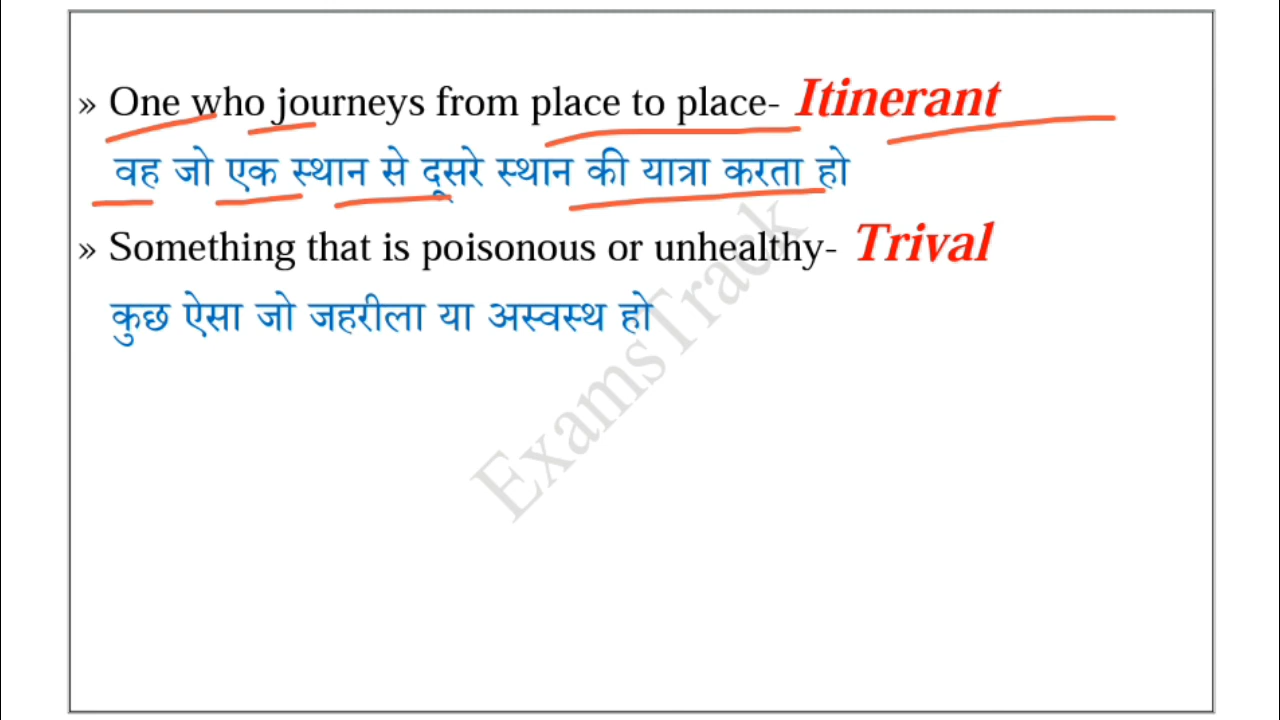 » One who journeys from place to place- Itinerant
वह जो एक स्थान से दूसरे स्थान की यात्रा करता हो
» Something that is poisonous or unhealthy- Trival
कुछ ऐसा जो जहरीला या अस्वस्थ हो
ExamsTrack